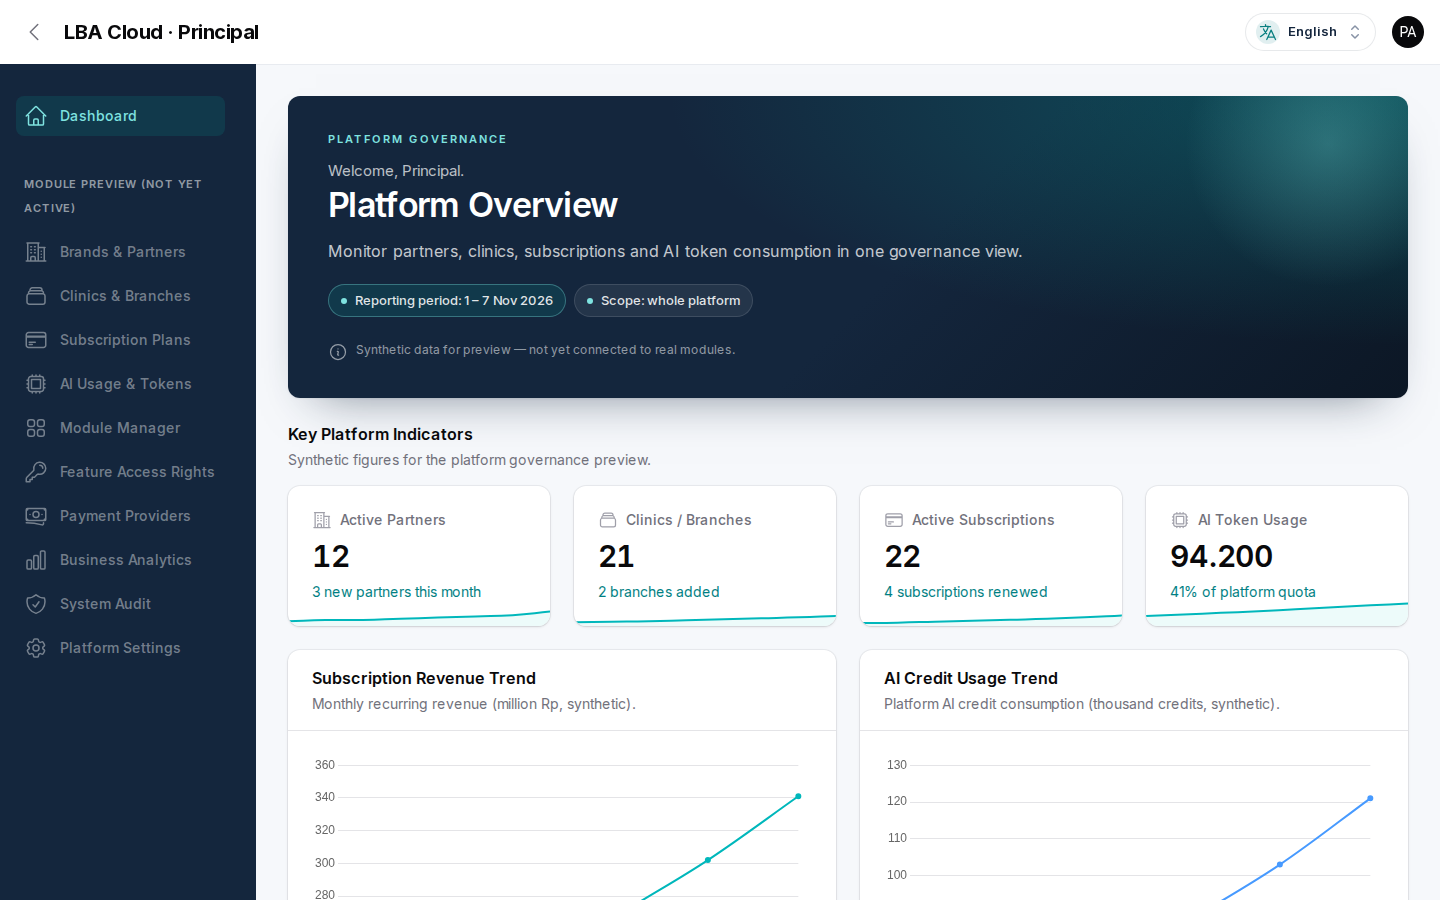 LBA Cloud · Principal
English
PA
Dashboard
MODULE PREVIEW (NOT YET
ACTIVE)
Brands & Partners
Clinics & Branches
Subscription Plans
AI Usage & Tokens
Module Manager
Feature Access Rights
Payment Providers
Business Analytics
System Audit
Platform Settings
PLATFORM GOVERNANCE
Welcome, Principal.
Platform Overview
Monitor partners, clinics, subscriptions and AI token consumption in one governance view.
Reporting period: 1 – 7 Nov 2026
Scope: whole platform
Synthetic data for preview — not yet connected to real modules.
Key Platform Indicators
Synthetic figures for the platform governance preview.
Active Partners
12
3 new partners this month
Clinics / Branches
21
2 branches added
Active Subscriptions
22
4 subscriptions renewed
AI Token Usage
94.200
41% of platform quota
Subscription Revenue Trend
Monthly recurring revenue (million Rp, synthetic).
360
340
320
300
280
AI Credit Usage Trend
Platform AI credit consumption (thousand credits, synthetic).
130
120
110
100